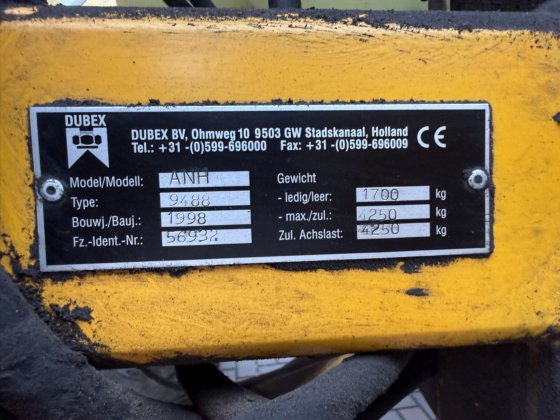 DUBEX
DUBEX BV, Ohmweg 10 9503 GW Stadskanaal, Holland
Tel.: +31 -(0)599-696000 Fax: +31 -(0)599-696009
CE
Model/Modell: ANH
Type: 9488
Bouwj./Bauj.: 1998
Fz.-Ident.-Nr.: 56932
Gewicht
- ledig/leer: 1700 kg
- max./zul.: 4250 kg
Zul. Achslast: 4250 kg